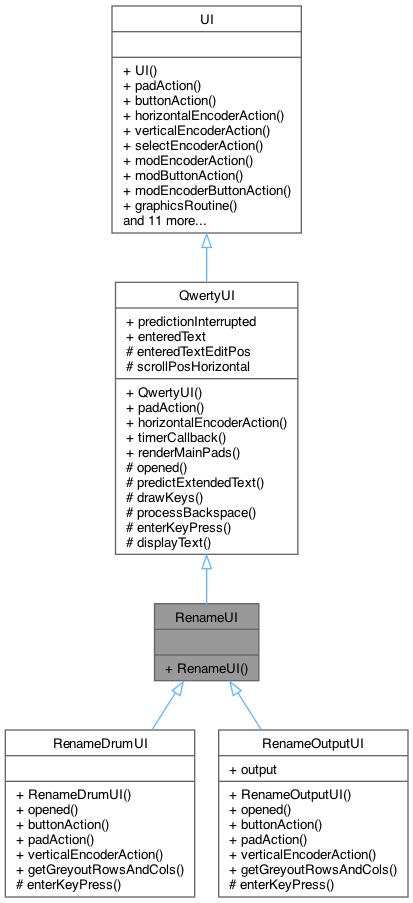 UI
+ UI()
+ padAction()
+ buttonAction()
+ horizontalEncoderAction()
+ verticalEncoderAction()
+ selectEncoderAction()
+ modEncoderAction()
+ modButtonAction()
+ modEncoderButtonAction()
+ graphicsRoutine()
and 11 more...
QwertyUI
+ predictionInterrupted
+ enteredText
# enteredTextEditPos
# scrollPosHorizontal
+ QwertyUI()
+ padAction()
+ horizontalEncoderAction()
+ timerCallback()
+ renderMainPads()
# opened()
# predictExtendedText()
# drawKeys()
# processBackspace()
# enterKeyPress()
# displayText()
RenameUI
+ RenameUI()
RenameDrumUI
+ RenameDrumUI()
+ opened()
+ buttonAction()
+ padAction()
+ verticalEncoderAction()
+ getGreyoutRowsAndCols()
# enterKeyPress()
RenameOutputUI
+ output
+ RenameOutputUI()
+ opened()
+ buttonAction()
+ padAction()
+ verticalEncoderAction()
+ getGreyoutRowsAndCols()
# enterKeyPress()